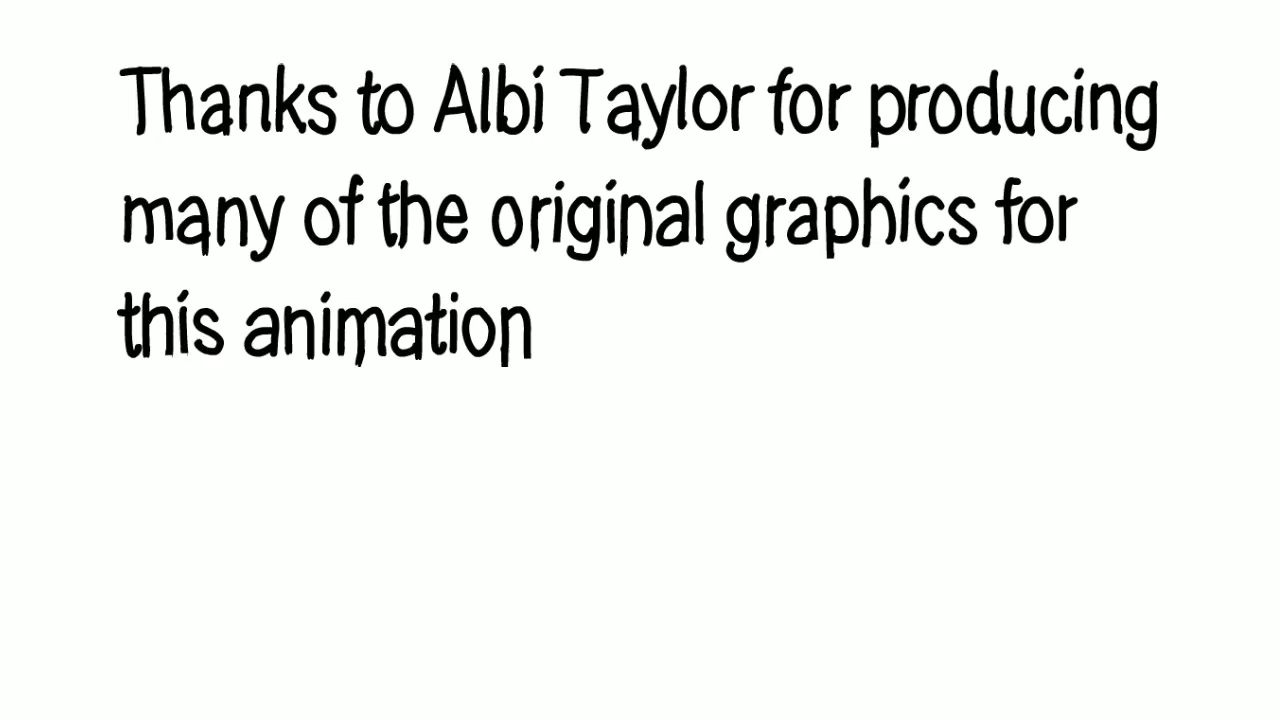 Thanks to Albi Taylor for producing
many of the original graphics for
this animation